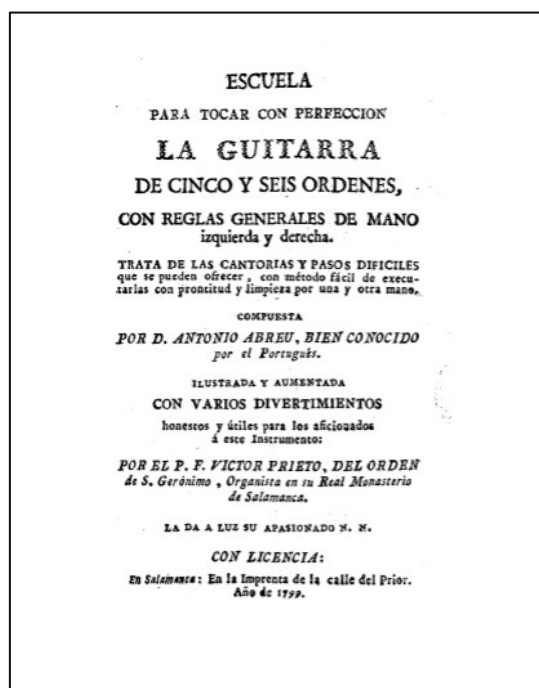 ESCUELA
PARA TOCAR CON PERFECCION
LA GUITARRA
DE CINCO Y SEIS ORDENES,
CON REGLAS GENERALES DE MANO
izquierda y derecha.
TRATA DE LAS CANTORIAS Y PASOS DIFICILES
que se pueden ofrecer, con método fácil de execu-
tarlas con prontitud y limpieza por una y otra mano,
COMPUESTA
POR D. ANTONIO ABREU, BIEN CONOCIDO
por el Portugués.
ILUSTRADA Y AUMENTADA
CON VARIOS DIVERTIMIENTOS
honestos y útiles para los aficionados
á este Instrumento:
POR EL P. F. VICTOR PRIETO, DEL ORDEN
de S. Gerónimo, Organista en su Real Monasterio
de Salamanca.
LA DA A LUZ SU APASIONADO N. N.
CON LICENCIA:
En Salamanca: En la Imprenta de la calle del Prior.
Año de 1799.